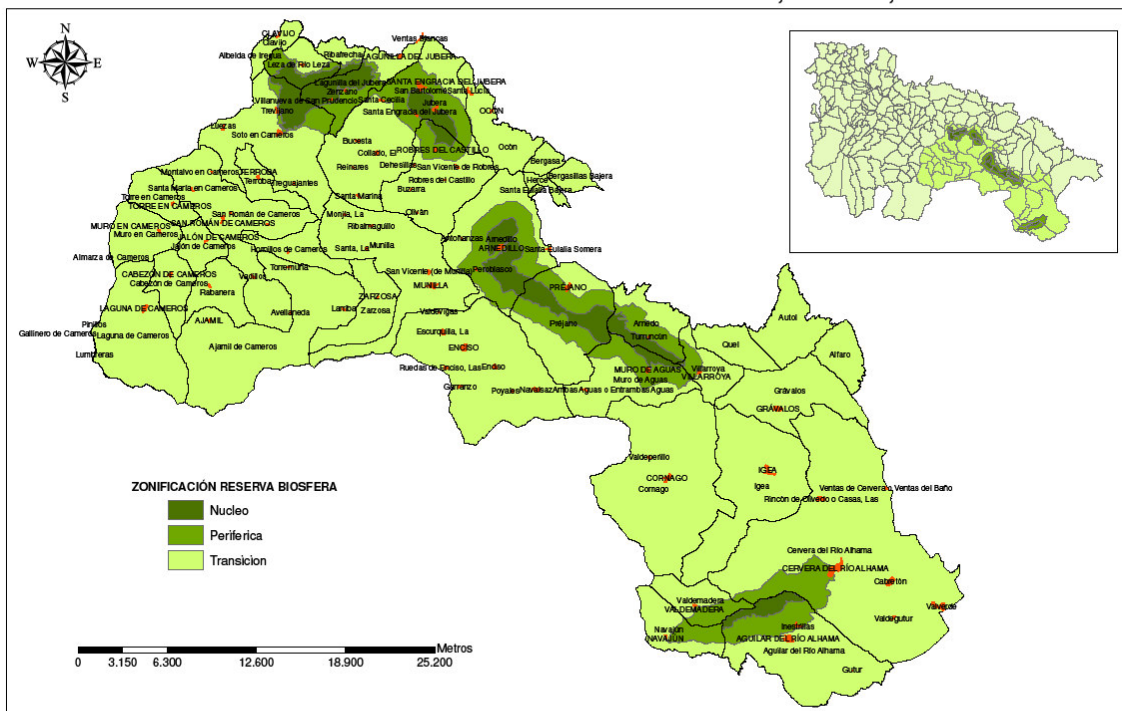 N
W E
S
CLAVIJO
Clavijo
Ventas Blancas
Albelda de Iregua
Ribafrecha
LAGUNILLA DEL JUBERA
Leza de Río Leza
Lagunilla del Jubera
Zenzano
SANTA ENGRACIA DEL JUBERA
San Bartolomé
Santa Lucía
Villanueva de San Prudencio
Santa Cecilia
Jubera
OCÓN
Trevijano
Santa Engracia del Jubera
Luezas
Soto en Cameros
Bucesta
ROBRES DEL CASTILLO
Collado, El
Ocón
Reinares
Dehesillas
San Vicente de Robres
Bergasa
Montalvo en Cameros
TERROBA
Terroba
Treguajantes
Robres del Castillo
Buzarra
Herce
Bergasillas Bajera
Santa María en Cameros
Santa Marina
Santa Eulalia Bajera
Torre en Cameros
TORRE EN CAMEROS
San Román de Cameros
SAN ROMÁN DE CAMEROS
Monjía, La
Oliván
MURO EN CAMEROS
Muro en Cameros
Ribalmaguillo
JALÓN DE CAMEROS
Jalón de Cameros
Hornillos de Cameros
Santa, La
Munilla
Antoñanzas
Arnedillo
ARNEDILLO
Santa Eulalia Somera
Almarza de Cameros
Torremuña
CABEZÓN DE CAMEROS
Cabezón de Cameros
Vadillos
San Vicente (de Munilla)
Peroblasco
Rabanera
MUNILLA
PRÉJANO
LAGUNA DE CAMEROS
ZARZOSA
Zarzosa
Larriba
Avellaneda
Valdevigas
AJAMIL
Préjano
Arnedo
Turruncún
Autol
Pinillos
Gallinero de Cameros
Laguna de Cameros
Escurquilla, La
Quel
Lumbreras
Ajamil de Cameros
ENCISO
Alfaro
Ruedas de Enciso, Las
Enciso
MURO DE AGUAS
Muro de Aguas
Villarroya
VILLARROYA
Garranzo
Poyales
Navalsaz
Ambas Aguas o Entrambas Aguas
Grávalos
GRÁVALOS
Valdeperillo
CORNAGO
Cornago
IGEA
Igea
Ventas de Cervera o Ventas del Baño
Rincón de Olivedo o Casas, Las
ZONIFICACIÓN RESERVA BIOSFERA
Nucleo
Periferica
Transicion
Cervera del Río Alhama
CERVERA DEL RÍO ALHAMA
Cabretón
Valdemadera
VALDEMADERA
Valverde
Valdegutur
Inestrillas
Navajún
NAVAJÚN
AGUILAR DEL RÍO ALHAMA
Aguilar del Río Alhama
Gutur
Metros
0 3.150 6.300 12.600 18.900 25.200